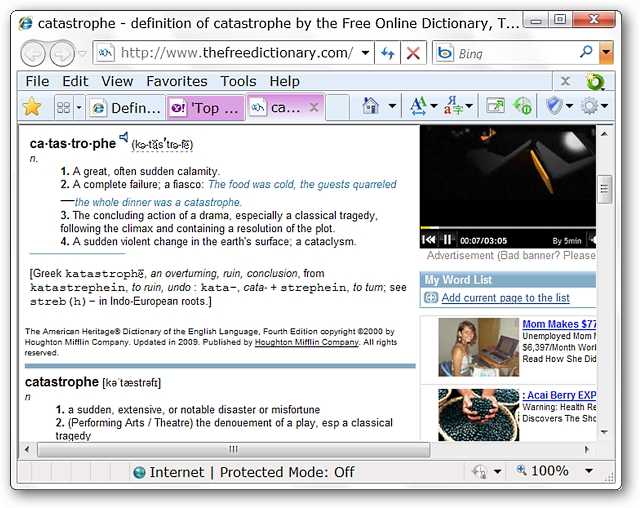 catastrophe - definition of catastrophe by the Free Online Dictionary, T...
http://www.thefreedictionary.com/
Bing
File Edit View Favorites Tools Help
Defin...
'Top ...
ca...
ca·tas·tro·phe (kə-tăs′trə-fē)
n.
1. A great, often sudden calamity.
2. A complete failure; a fiasco: The food was cold, the guests quarreled
—the whole dinner was a catastrophe.
3. The concluding action of a drama, especially a classical tragedy,
following the climax and containing a resolution of the plot.
4. A sudden violent change in the earth's surface; a cataclysm.
[Greek katastrophē, an overturning, ruin, conclusion, from
katastrephein, to ruin, undo : kata-, cata- + strephein, to turn; see
streb(h) - in Indo-European roots.]
The American Heritage® Dictionary of the English Language, Fourth Edition copyright ©2000 by
Houghton Mifflin Company. Updated in 2009. Published by Houghton Mifflin Company. All rights
reserved.
catastrophe [kəˈtæstrəfɪ]
n
1. a sudden, extensive, or notable disaster or misfortune
2. (Performing Arts / Theatre) the denouement of a play, esp a classical
tragedy
00:07/03:05 By 5min
Advertisement (Bad banner? Please
My Word List
Add current page to the list
Mom Makes $77
Unemployed Mom M
$6,397/Month Worl
Read How She Did
: Acai Berry EXP
Warning: Health Re
Discovers The Sho
Internet | Protected Mode: Off
100%